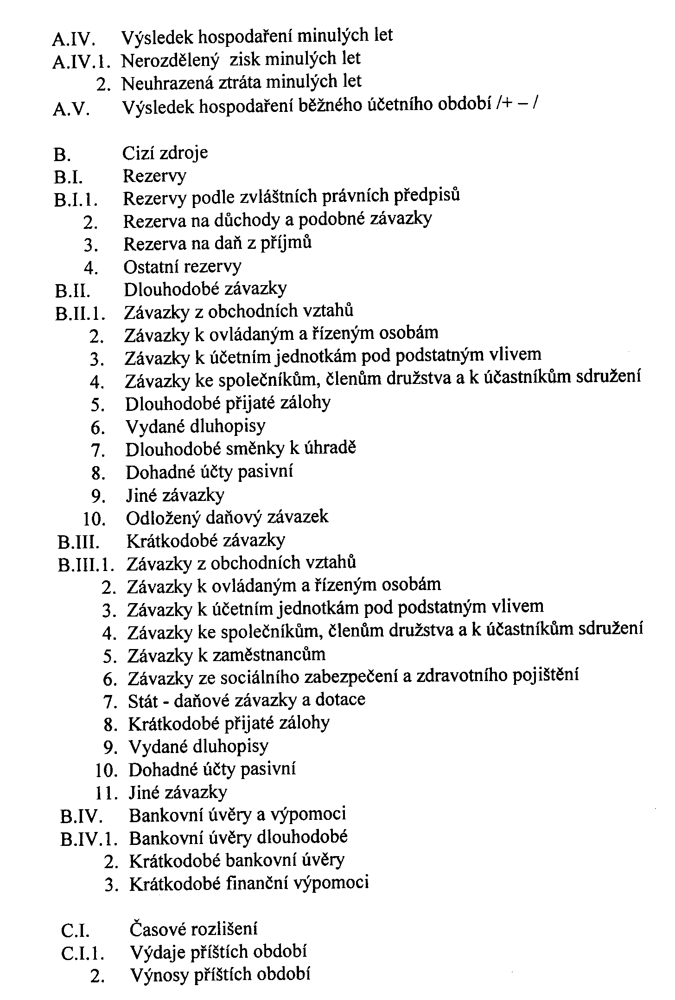 A.IV. Výsledek hospodaření minulých let
A.IV.1. Nerozdělený zisk minulých let
2. Neuhrazená ztráta minulých let
A.V. Výsledek hospodaření běžného účetního období /+ – /
B. Cizí zdroje
B.I. Rezervy
B.I.1. Rezervy podle zvláštních právních předpisů
2. Rezerva na důchody a podobné závazky
3. Rezerva na daň z příjmů
4. Ostatní rezervy
B.II. Dlouhodobé závazky
B.II.1. Závazky z obchodních vztahů
2. Závazky k ovládaným a řízeným osobám
3. Závazky k účetním jednotkám pod podstatným vlivem
4. Závazky ke společníkům, členům družstva a k účastníkům sdružení
5. Dlouhodobé přijaté zálohy
6. Vydané dluhopisy
7. Dlouhodobé směnky k úhradě
8. Dohadné účty pasivní
9. Jiné závazky
10. Odložený daňový závazek
B.III. Krátkodobé závazky
B.III.1. Závazky z obchodních vztahů
2. Závazky k ovládaným a řízeným osobám
3. Závazky k účetním jednotkám pod podstatným vlivem
4. Závazky ke společníkům, členům družstva a k účastníkům sdružení
5. Závazky k zaměstnancům
6. Závazky ze sociálního zabezpečení a zdravotního pojištění
7. Stát - daňové závazky a dotace
8. Krátkodobé přijaté zálohy
9. Vydané dluhopisy
10. Dohadné účty pasivní
11. Jiné závazky
B.IV. Bankovní úvěry a výpomoci
B.IV.1. Bankovní úvěry dlouhodobé
2. Krátkodobé bankovní úvěry
3. Krátkodobé finanční výpomoci
C.I. Časové rozlišení
C.I.1. Výdaje příštích období
2. Výnosy příštích období